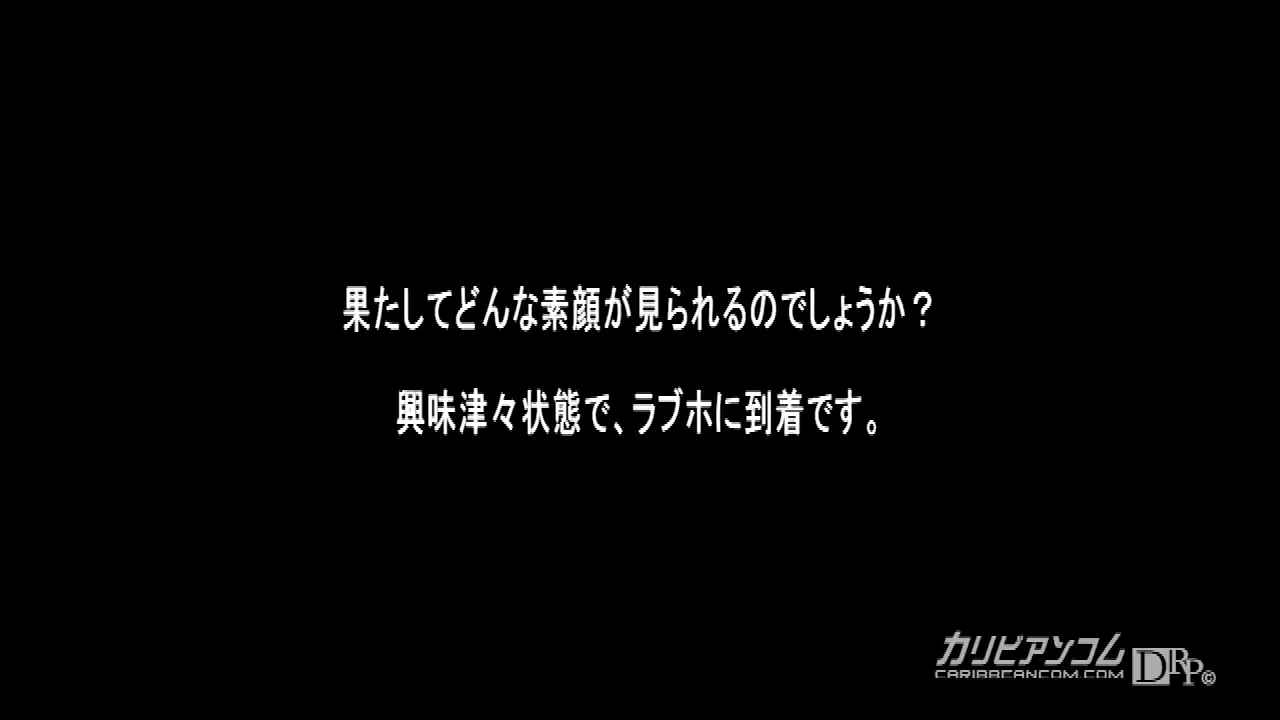 果たしてどんな素顔が見られるのでしょうか？
興味津々状態で、ラブホに到着です。
カリビアンコム
CARIBBEANCOM.COM
DRP©